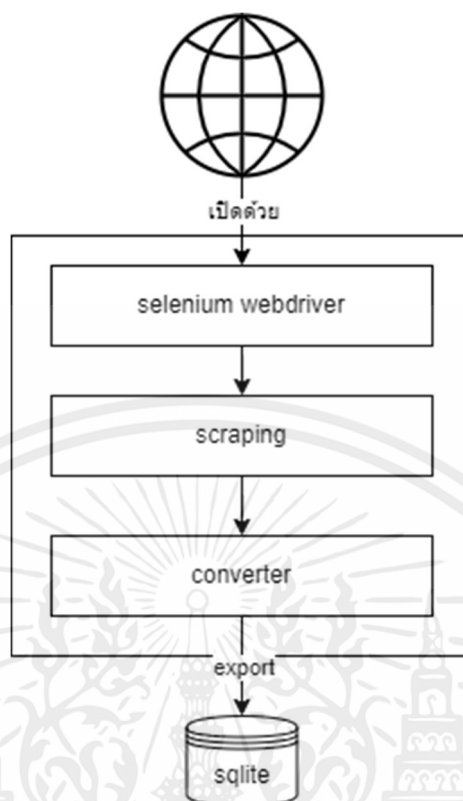 เปิดด้วย
selenium webdriver
scraping
converter
export
sqlite